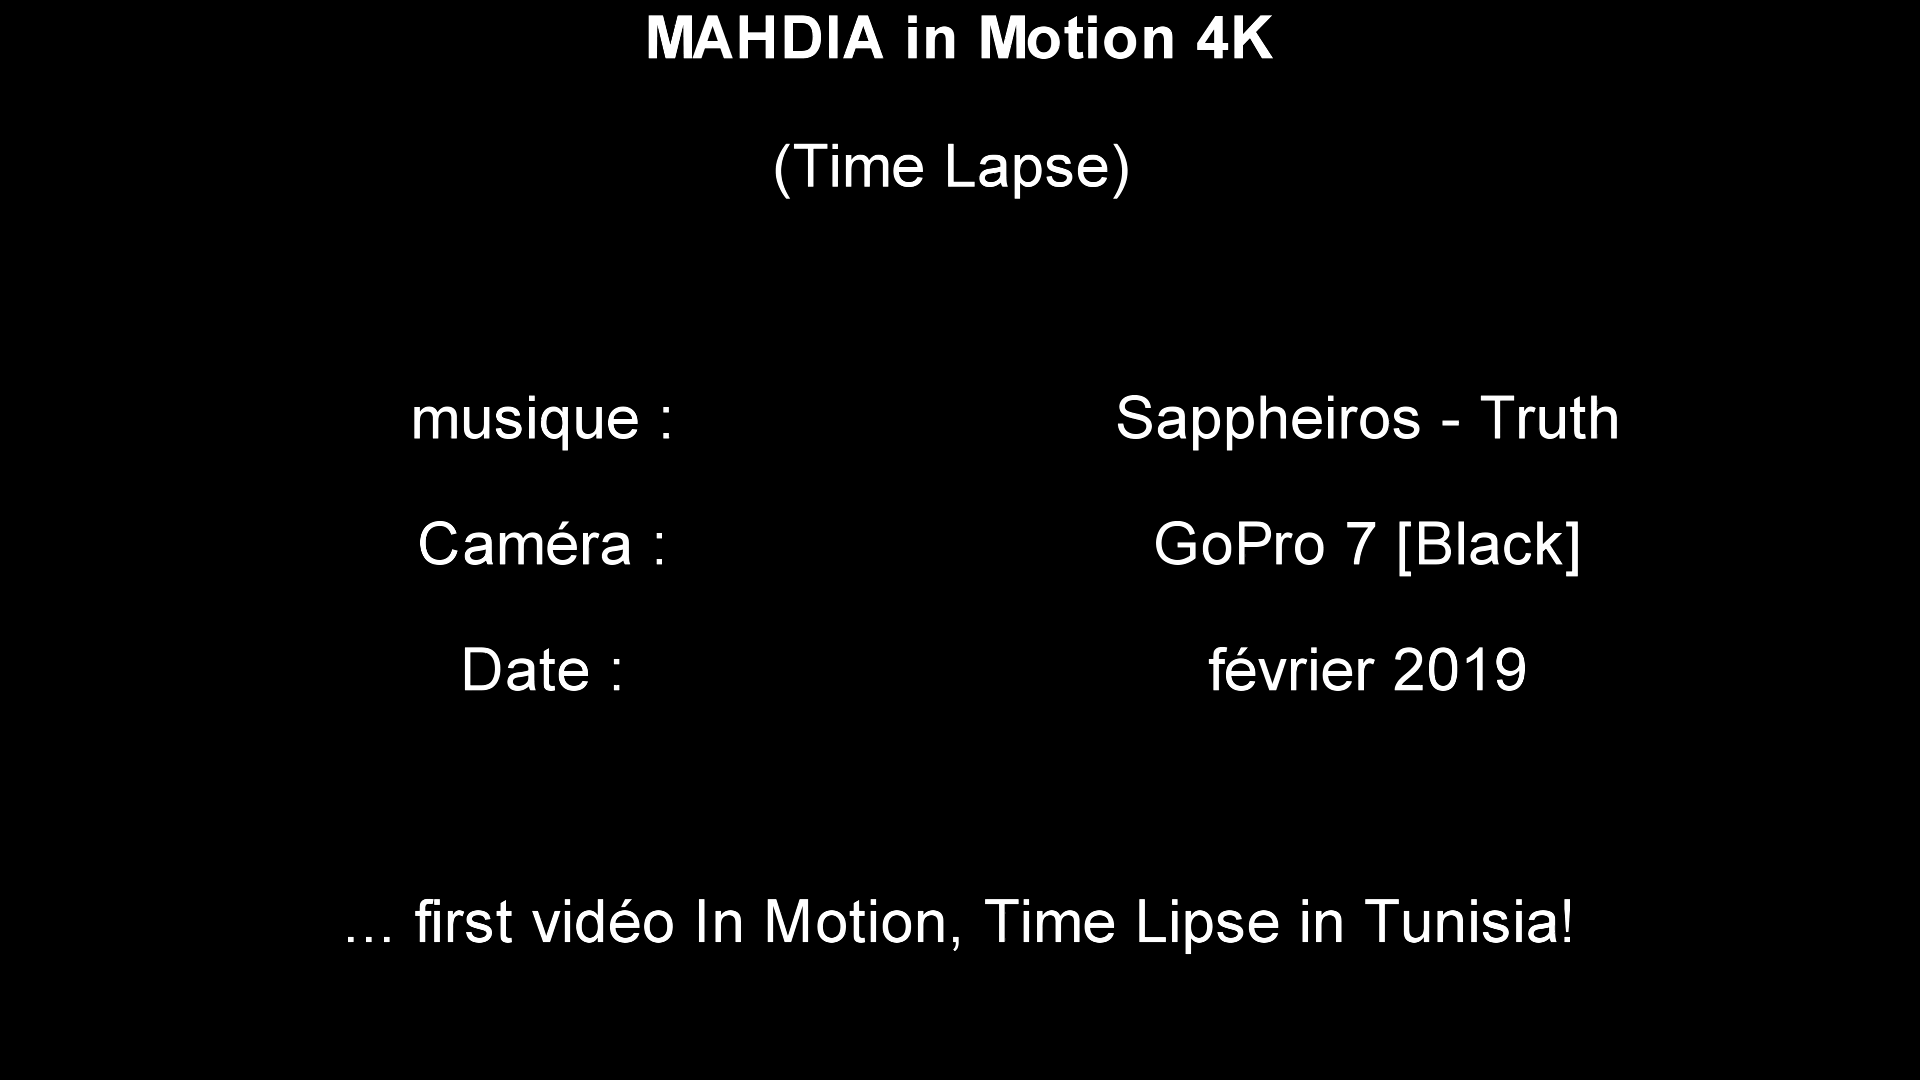 MAHDIA in Motion 4K
(Time Lapse)
musique : Sappheiros - Truth
Caméra : GoPro 7 [Black]
Date : février 2019
... first vidéo In Motion, Time Lipse in Tunisia!